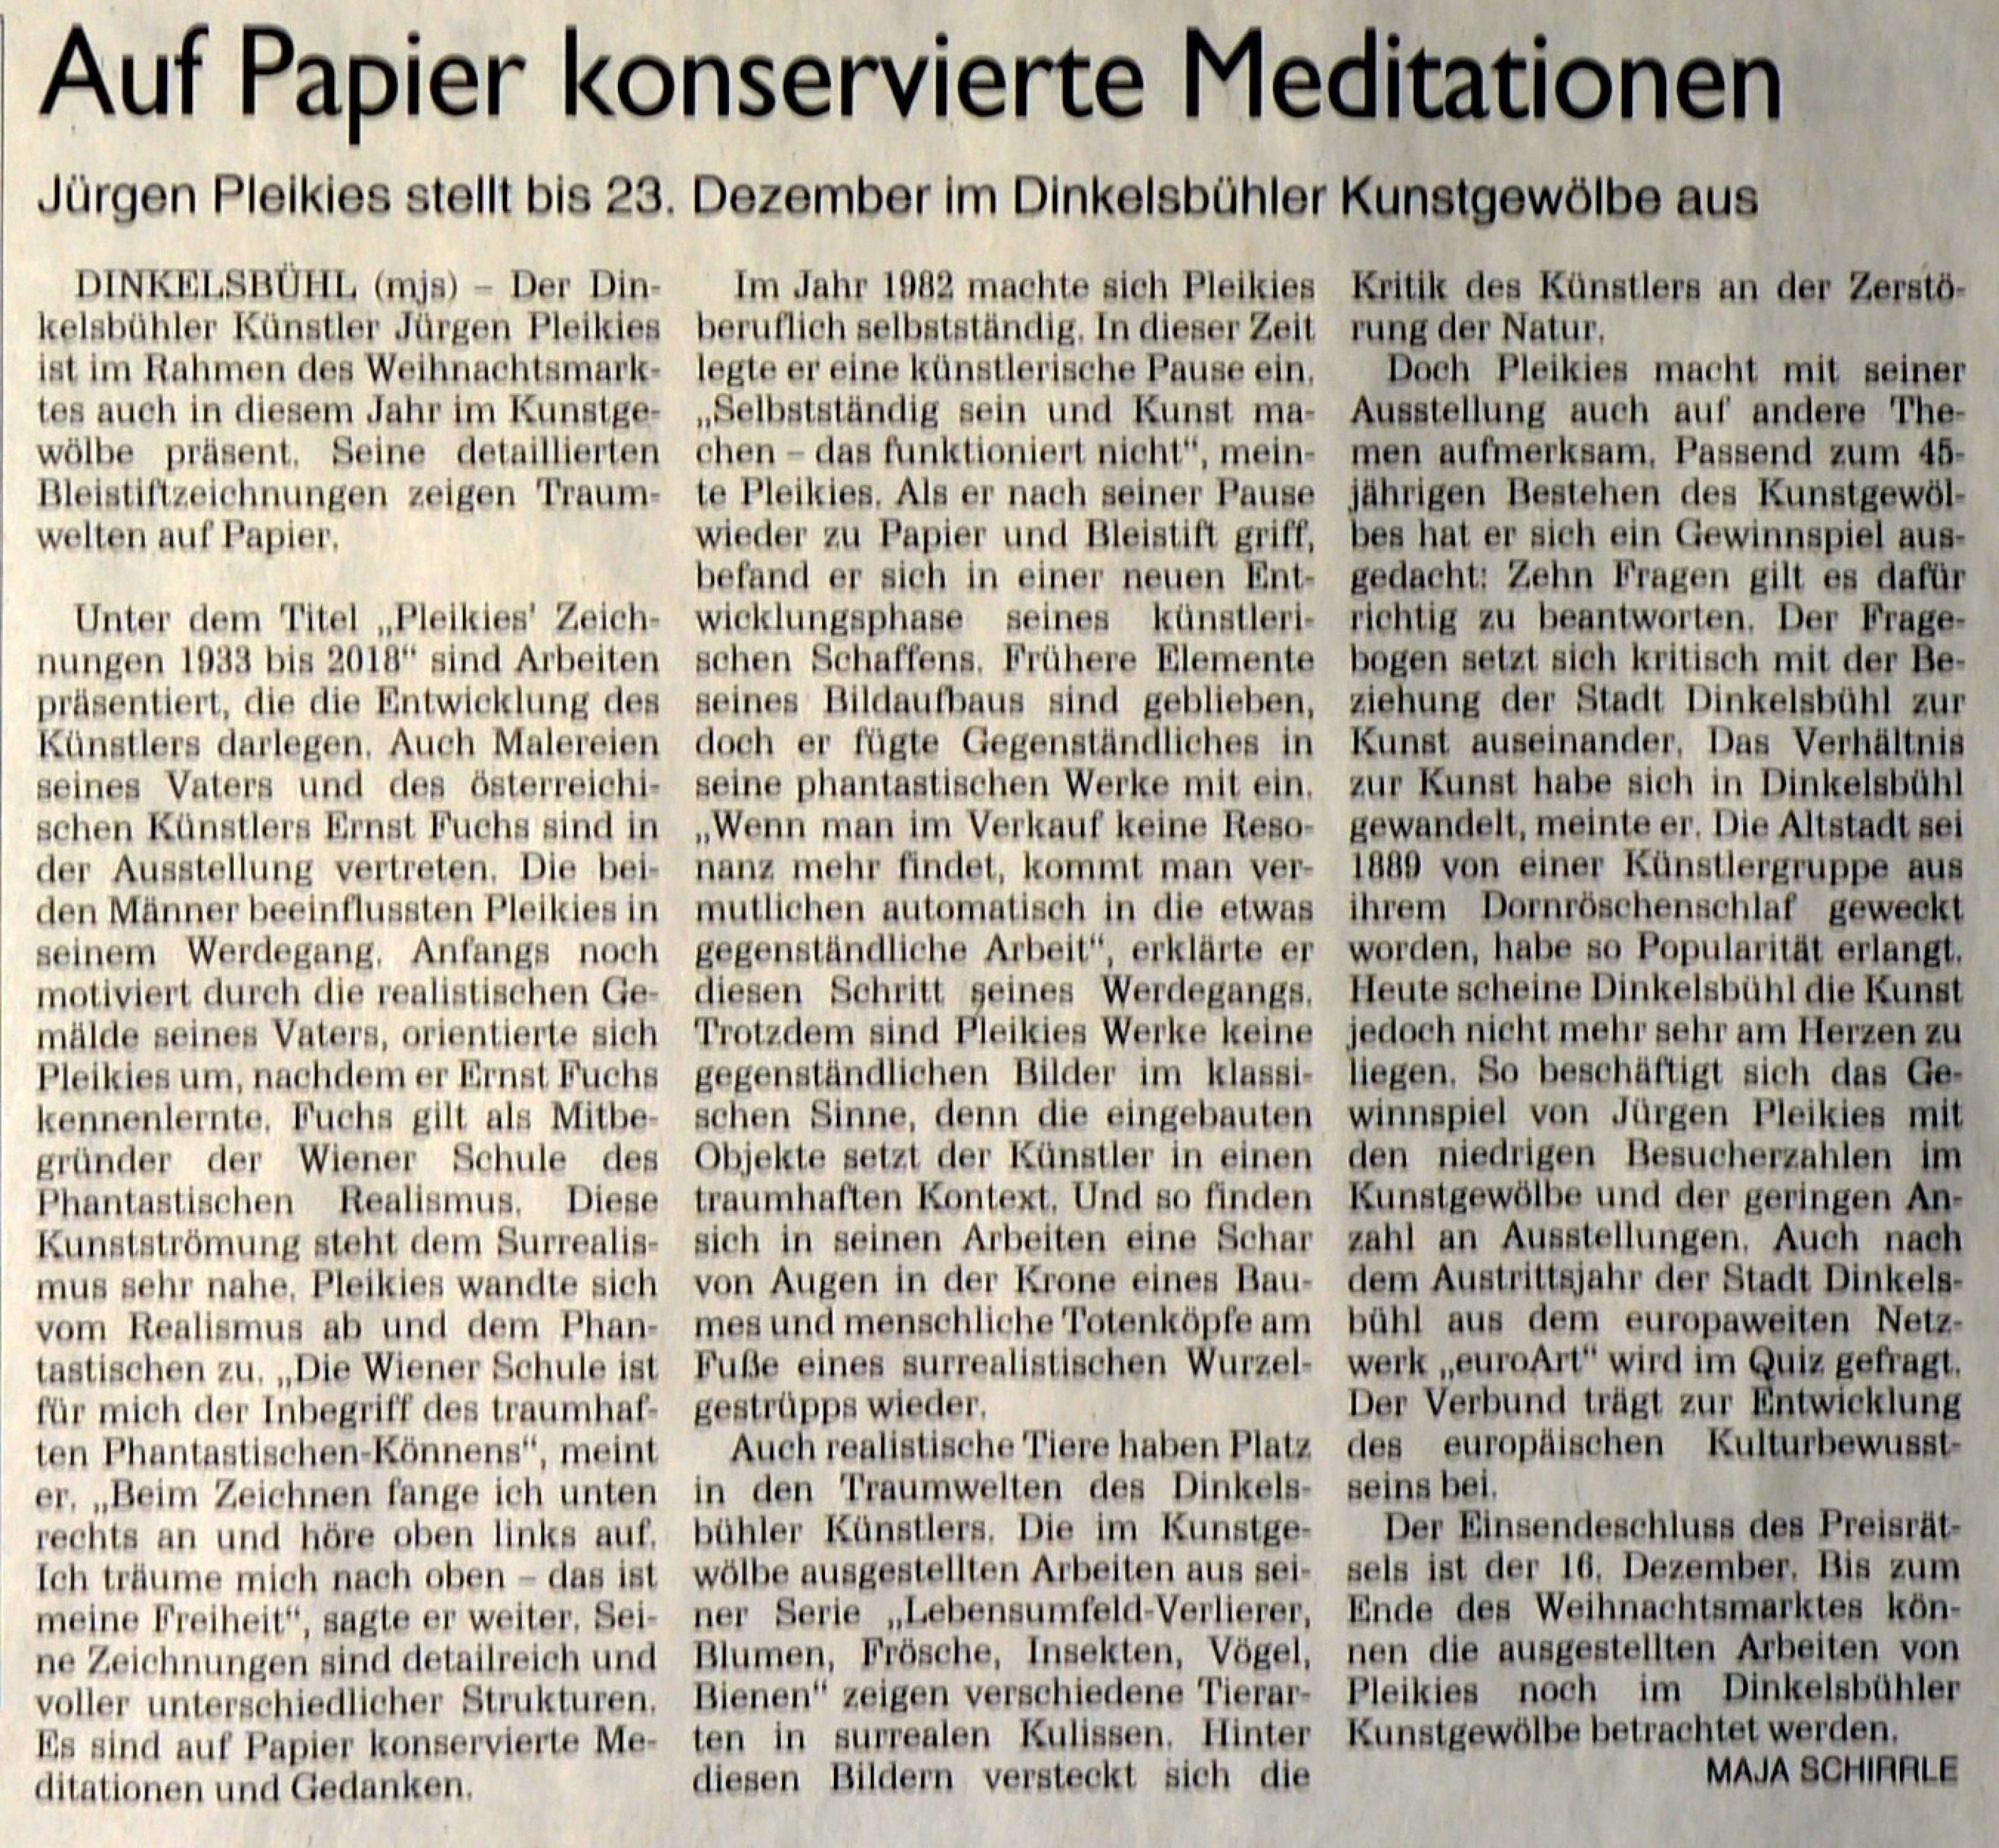 Auf Papier konservierte Meditationen
Jürgen Pleikies stellt bis 23. Dezember im Dinkelsbühler Kunstgewölbe aus
DINKELSBÜHL (mjs) – Der Din-
kelsbühler Künstler Jürgen Pleikies
ist im Rahmen des Weihnachtsmark-
tes auch in diesem Jahr im Kunstge-
wölbe präsent. Seine detaillierten
Bleistiftzeichnungen zeigen Traum-
welten auf Papier.
Unter dem Titel „Pleikies' Zeich-
nungen 1933 bis 2018“ sind Arbeiten
präsentiert, die die Entwicklung des
Künstlers darlegen. Auch Malereien
seines Vaters und des österreichi-
schen Künstlers Ernst Fuchs sind in
der Ausstellung vertreten. Die bei-
den Männer beeinflussten Pleikies in
seinem Werdegang. Anfangs noch
motiviert durch die realistischen Ge-
mälde seines Vaters, orientierte sich
Pleikies um, nachdem er Ernst Fuchs
kennenlernte. Fuchs gilt als Mitbe-
gründer der Wiener Schule des
Phantastischen Realismus. Diese
Kunstströmung steht dem Surrealis-
mus sehr nahe. Pleikies wandte sich
vom Realismus ab und dem Phan-
tastischen zu. „Die Wiener Schule ist
für mich der Inbegriff des traumhaf-
ten Phantastischen-Könnens“, meint
er. „Beim Zeichnen fange ich unten
rechts an und höre oben links auf.
Ich träume mich nach oben – das ist
meine Freiheit“, sagte er weiter. Sei-
ne Zeichnungen sind detailreich und
voller unterschiedlicher Strukturen.
Es sind auf Papier konservierte Me-
ditationen und Gedanken.
Im Jahr 1982 machte sich Pleikies
beruflich selbstständig. In dieser Zeit
legte er eine künstlerische Pause ein.
„Selbstständig sein und Kunst ma-
chen – das funktioniert nicht“, mein-
te Pleikies. Als er nach seiner Pause
wieder zu Papier und Bleistift griff,
befand er sich in einer neuen Ent-
wicklungsphase seines künstleri-
schen Schaffens. Frühere Elemente
seines Bildaufbaus sind geblieben,
doch er fügte Gegenständliches in
seine phantastischen Werke mit ein.
„Wenn man im Verkauf keine Reso-
nanz mehr findet, kommt man ver-
mutlichen automatisch in die etwas
gegenständliche Arbeit“, erklärte er
diesen Schritt seines Werdegangs.
Trotzdem sind Pleikies Werke keine
gegenständlichen Bilder im klassi-
schen Sinne, denn die eingebauten
Objekte setzt der Künstler in einen
traumhaften Kontext. Und so finden
sich in seinen Arbeiten eine Schar
von Augen in der Krone eines Bau-
mes und menschliche Totenköpfe am
Fuße eines surrealistischen Wurzel-
gestrüpps wieder.
Auch realistische Tiere haben Platz
in den Traumwelten des Dinkels-
bühler Künstlers. Die im Kunstge-
wölbe ausgestellten Arbeiten aus sei-
ner Serie „Lebensumfeld-Verlierer,
Blumen, Frösche, Insekten, Vögel,
Bienen“ zeigen verschiedene Tierar-
ten in surrealen Kulissen. Hinter
diesen Bildern versteckt sich die
Kritik des Künstlers an der Zerstö-
rung der Natur.
Doch Pleikies macht mit seiner
Ausstellung auch auf andere The-
men aufmerksam. Passend zum 45-
jährigen Bestehen des Kunstgewöl-
bes hat er sich ein Gewinnspiel aus-
gedacht: Zehn Fragen gilt es dafür
richtig zu beantworten. Der Frage-
bogen setzt sich kritisch mit der Be-
ziehung der Stadt Dinkelsbühl zur
Kunst auseinander. Das Verhältnis
zur Kunst habe sich in Dinkelsbühl
gewandelt, meinte er. Die Altstadt sei
1889 von einer Künstlergruppe aus
ihrem Dornröschenschlaf geweckt
worden, habe so Popularität erlangt.
Heute scheine Dinkelsbühl die Kunst
jedoch nicht mehr sehr am Herzen zu
liegen. So beschäftigt sich das Ge-
winnspiel von Jürgen Pleikies mit
den niedrigen Besucherzahlen im
Kunstgewölbe und der geringen An-
zahl an Ausstellungen. Auch nach
dem Austrittsjahr der Stadt Dinkels-
bühl aus dem europaweiten Netz-
werk „euroArt“ wird im Quiz gefragt.
Der Verbund trägt zur Entwicklung
des europäischen Kulturbewusst-
seins bei.
Der Einsendeschluss des Preisrät-
sels ist der 16. Dezember. Bis zum
Ende des Weihnachtsmarktes kön-
nen die ausgestellten Arbeiten von
Pleikies noch im Dinkelsbühler
Kunstgewölbe betrachtet werden.
MAJA SCHIRRLE